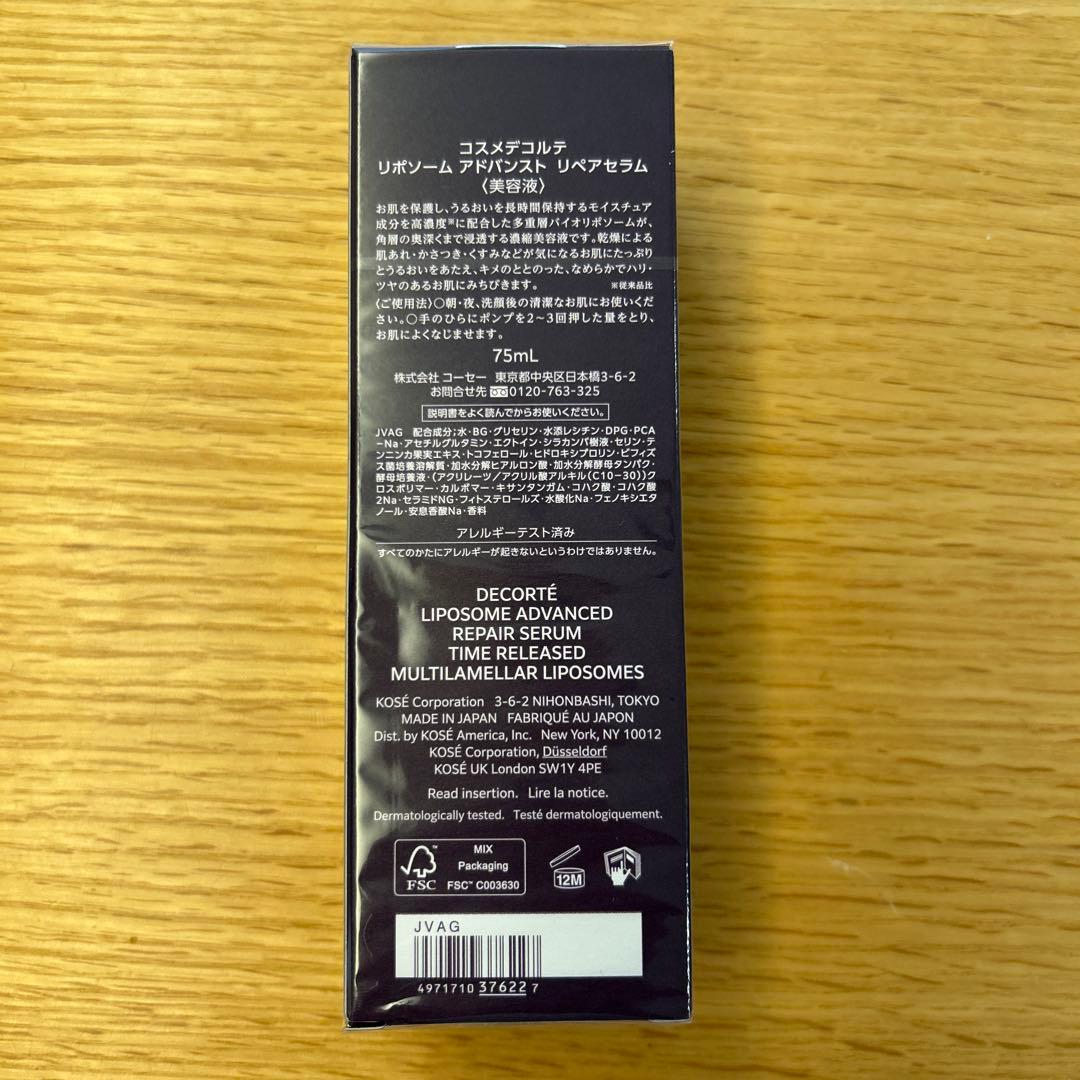 コスメデコルテ
リポソーム アドバンスト リペアセラム
〈美容液〉
お肌を保護し、うるおいを長時間保持するモイスチュア
成分を高濃度※に配合した多重層バイオリポソームが、
角層の奥深くまで浸透する濃縮美容液です。乾燥による
肌あれ・かさつき・くすみなどが気になるお肌にたっぷり
とうるおいをあたえ、キメのととのった、なめらかでハリ・
ツヤのあるお肌にみちびきます。 ※従来品比
〈ご使用法〉○朝・夜、洗顔後の清潔なお肌にお使いくだ
さい。○手のひらにポンプを2～3回押した量をとり、
お肌によくなじませます。
75mL
株式会社 コーセー 東京都中央区日本橋3-6-2
お問合せ先 0120-763-325
説明書をよく読んでからお使いください。
JVAG 配合成分;水・BG・グリセリン・水添レシチン・DPG・PCA
-Na・アセチルグルタミン・エクトイン・シラカンバ樹液・セリン・テ
ンニンカ果実エキス・トコフェロール・ヒドロキシプロリン・ビフィズ
ス菌培養溶解質・加水分解ヒアルロン酸・加水分解酵母タンパク・
酵母培養液・(アクリレーツ/アクリル酸アルキル(C10-30))ク
ロスポリマー・カルボマー・キサンタンガム・コハク酸・コハク酸
2Na・セラミドNG・フィトステロールズ・水酸化Na・フェノキシエタ
ノール・安息香酸Na・香料
アレルギーテスト済み
すべてのかたにアレルギーが起きないというわけではありません。
DECORTÉ
LIPOSOME ADVANCED
REPAIR SERUM
TIME RELEASED
MULTILAMELLAR LIPOSOMES
KOSÉ Corporation 3-6-2 NIHONBASHI, TOKYO
MADE IN JAPAN FABRIQUÉ AU JAPON
Dist. by KOSÉ America, Inc. New York, NY 10012
KOSÉ Corporation, Düsseldorf
KOSÉ UK London SW1Y 4PE
Read insertion. Lire la notice.
Dermatologically tested. Testé dermatologiquement.
MIX
Packaging
FSC FSC™ C003630
12M
JVAG
4971710 37622 7